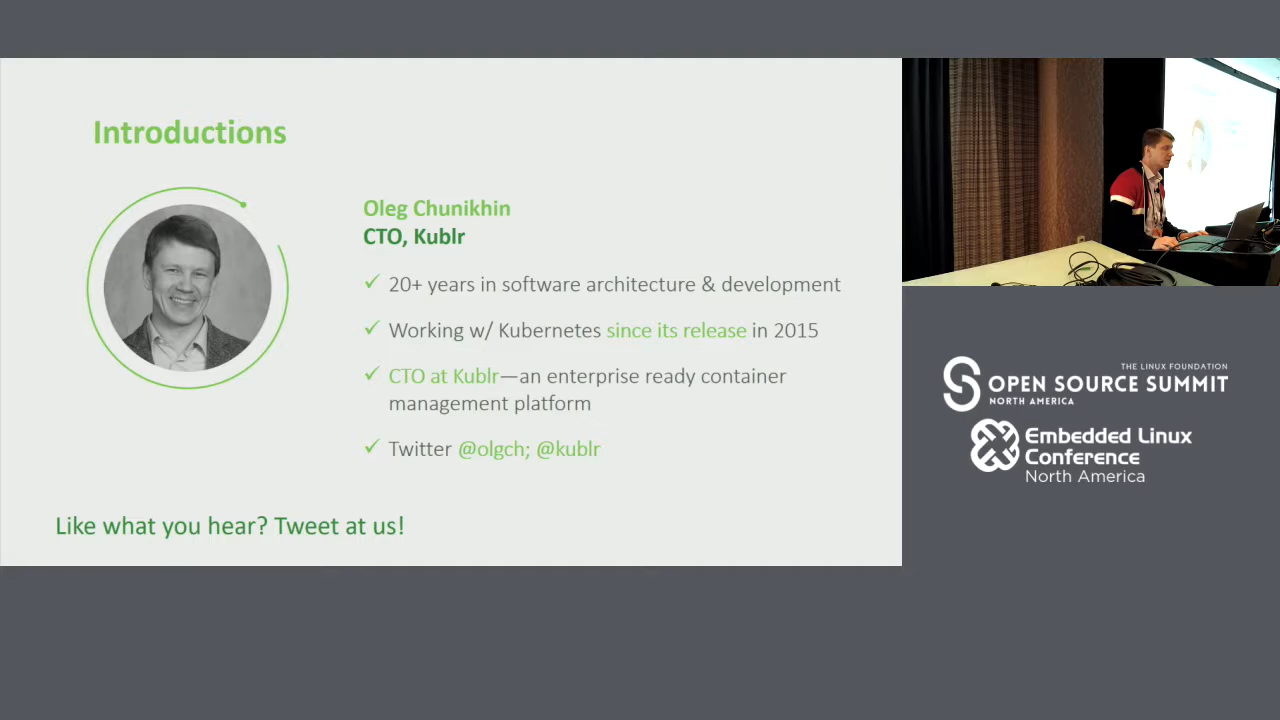 Introductions
Oleg Chunikhin
CTO, Kublr
✓ 20+ years in software architecture & development
✓ Working w/ Kubernetes since its release in 2015
✓ CTO at Kublr—an enterprise ready container
management platform
✓ Twitter @olgch; @kublr
Like what you hear? Tweet at us!
THE LINUX FOUNDATION
OPEN SOURCE SUMMIT
NORTH AMERICA
Embedded Linux
Conference
North America